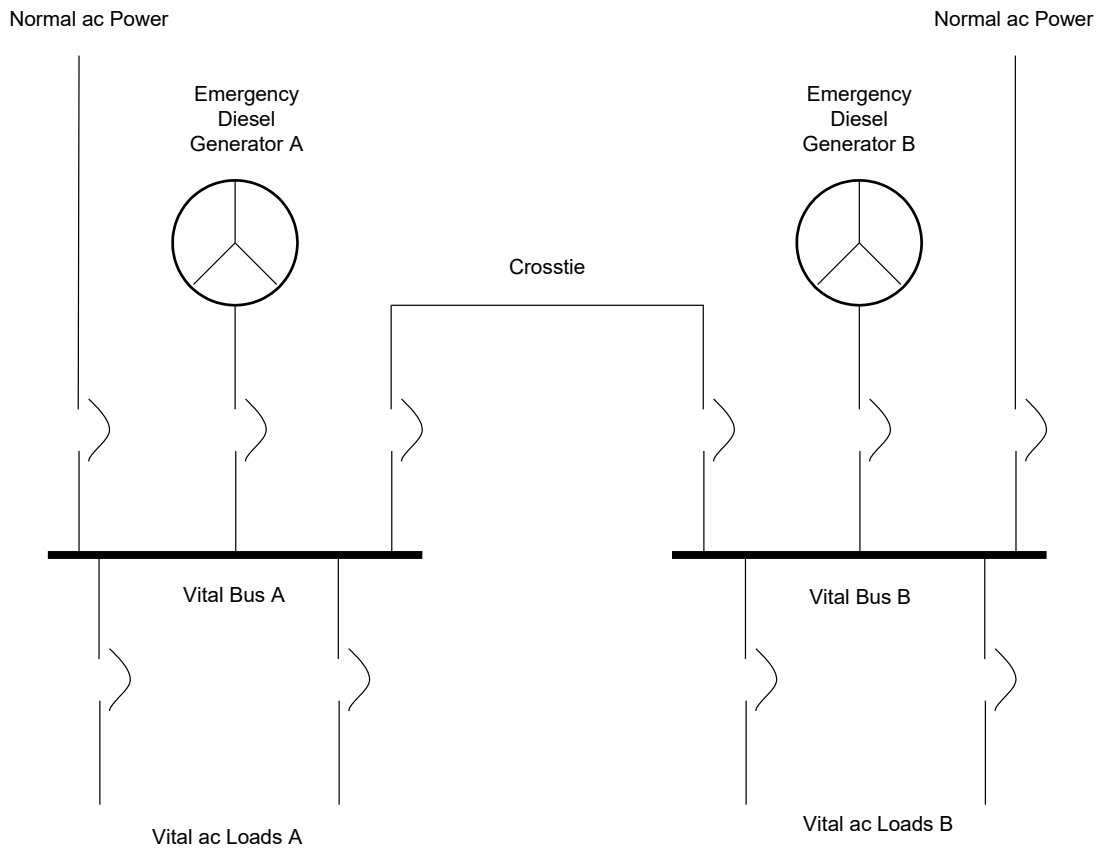 Normal ac Power
Normal ac Power
Emergency
Diesel
Generator A
Emergency
Diesel
Generator B
Crosstie
Vital Bus A
Vital Bus B
Vital ac Loads A
Vital ac Loads B